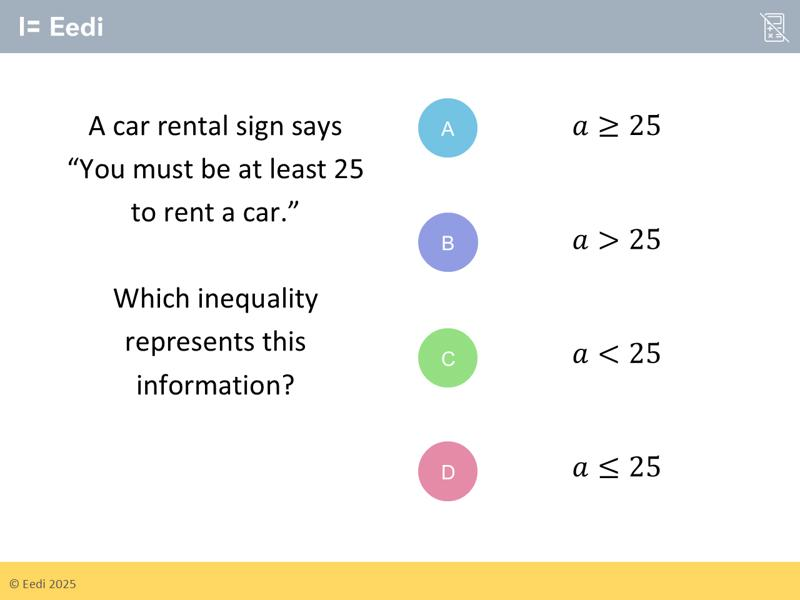 I= Eedi
A car rental sign says
“You must be at least 25
to rent a car.”
Which inequality
represents this
information?
A
a ≥ 25
B
a > 25
C
a < 25
D
a ≤ 25
© Eedi 2025